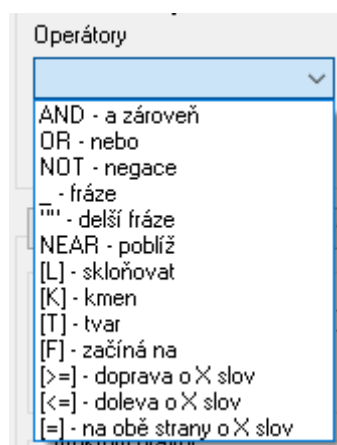 Operátory
AND - a zároveň
OR - nebo
NOT - negace
_ - fráze
"" - delší fráze
NEAR - poblíž
[L] - skloňovat
[K] - kmen
[T] - tvar
[F] - začíná na
[>=] - doprava o X slov
[<=] - doleva o X slov
[=] - na obě strany o X slov